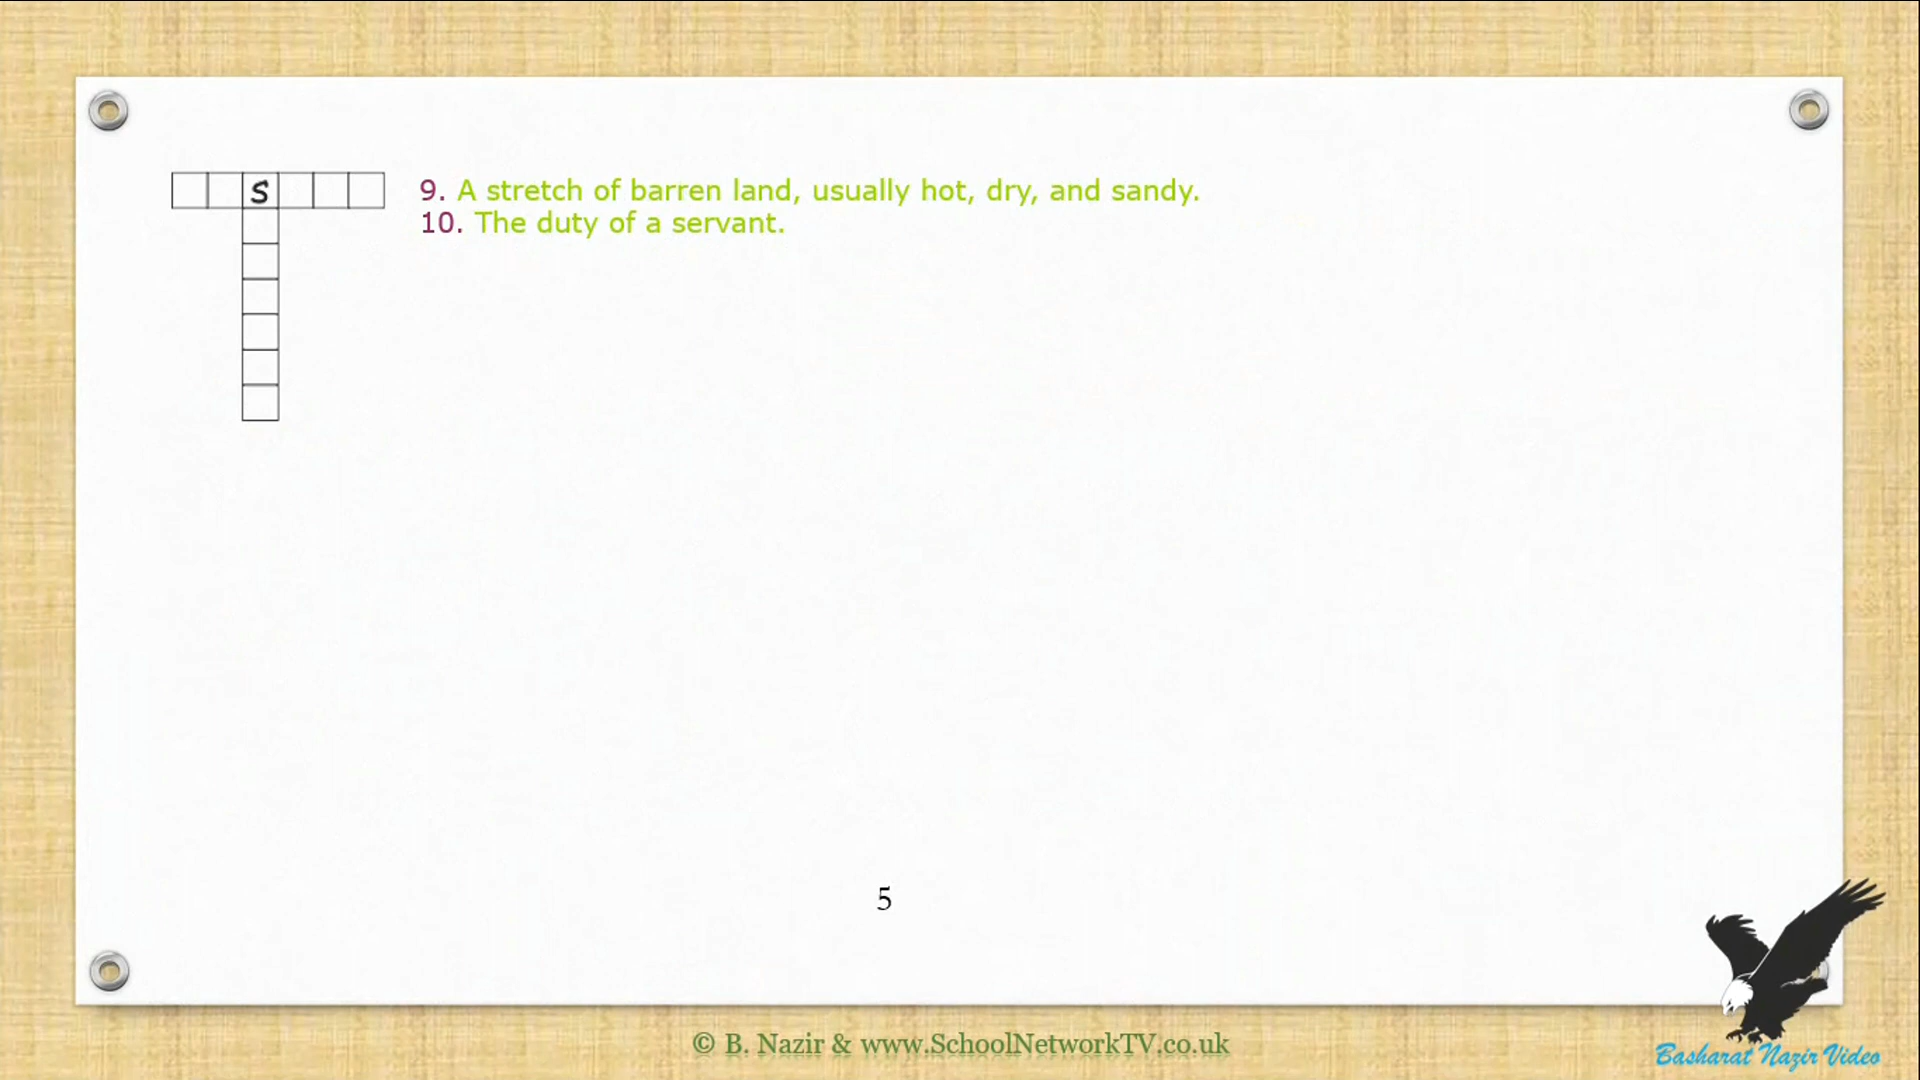 S
9. A stretch of barren land, usually hot, dry, and sandy.
10. The duty of a servant.
5
© B. Nazir & www.SchoolNetworkTV.co.uk
Basharat Nazir Video